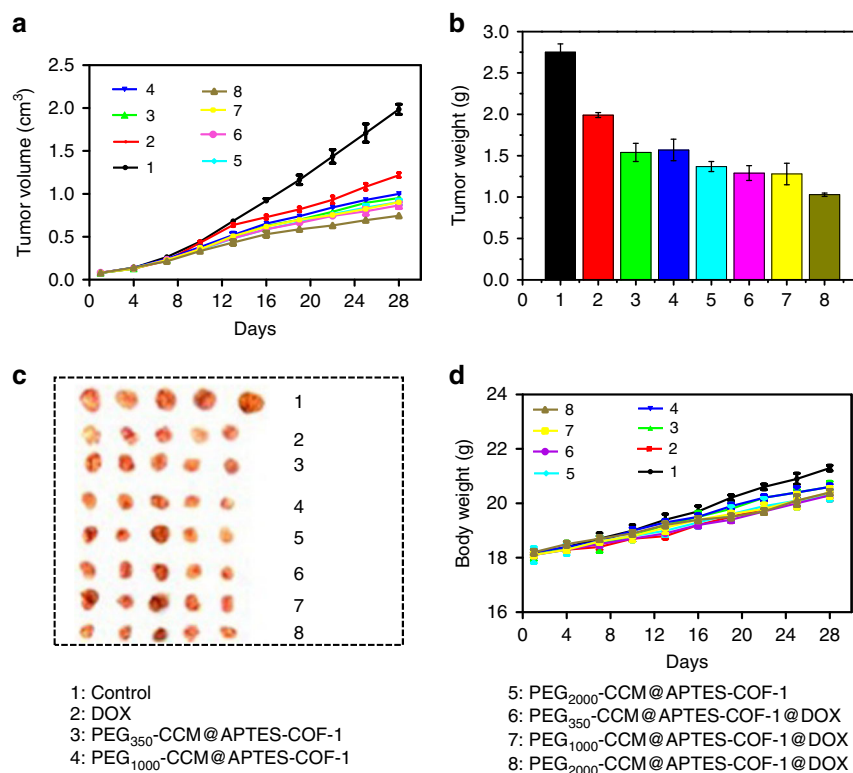 a
Tumor volume (cm³)
2.5
2.0
1.5
1.0
0.5
0.0
4
3
2
1
8
7
6
5
0 4 8 12 16 20 24 28
Days
b
Tumor weight (g)
3.0
2.5
2.0
1.5
1.0
0.5
0.0
0 1 2 3 4 5 6 7 8
c
1
2
3
4
5
6
7
8
d
Body weight (g)
24
22
20
18
16
8
7
6
5
4
3
2
1
0 4 8 12 16 20 24 28
Days
1: Control
2: DOX
3: PEG₃₅₀-CCM@APTES-COF-1
4: PEG₁₀₀₀-CCM@APTES-COF-1
5: PEG₂₀₀₀-CCM@APTES-COF-1
6: PEG₃₅₀-CCM@APTES-COF-1@DOX
7: PEG₁₀₀₀-CCM@APTES-COF-1@DOX
8: PEG₂₀₀₀-CCM@APTES-COF-1@DOX